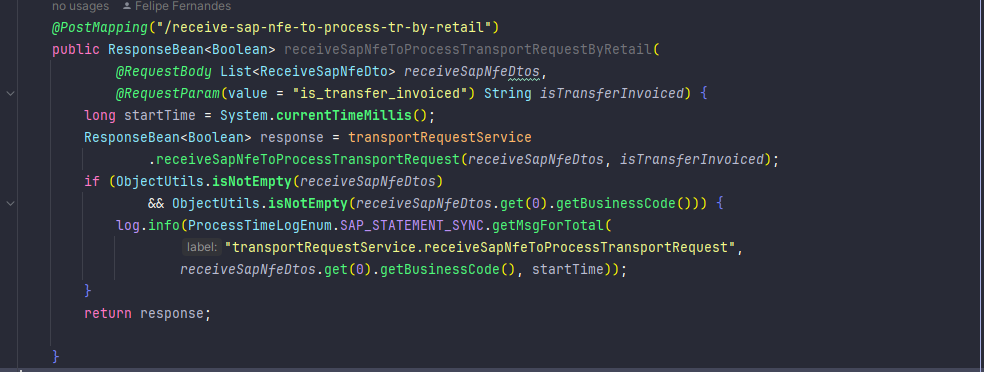 no usages Felipe Fernandes
@PostMapping("/receive-sap-nfe-to-process-tr-by-retail")
public ResponseBean<Boolean> receiveSapNfeToProcessTransportRequestByRetail(
@RequestBody List<ReceiveSapNfeDto> receiveSapNfeDtos,
@RequestParam(value = "is_transfer_invoiced") String isTransferInvoiced) {
long startTime = System.currentTimeMillis();
ResponseBean<Boolean> response = transportRequestService
.receiveSapNfeToProcessTransportRequest(receiveSapNfeDtos, isTransferInvoiced);
if (ObjectUtils.isNotEmpty(receiveSapNfeDtos)
&& ObjectUtils.isNotEmpty(receiveSapNfeDtos.get(0).getBusinessCode())) {
log.info(ProcessTimeLogEnum.SAP_STATEMENT_SYNC.getMsgForTotal(
label: "transportRequestService.receiveSapNfeToProcessTransportRequest",
receiveSapNfeDtos.get(0).getBusinessCode(), startTime));
}
return response;
}